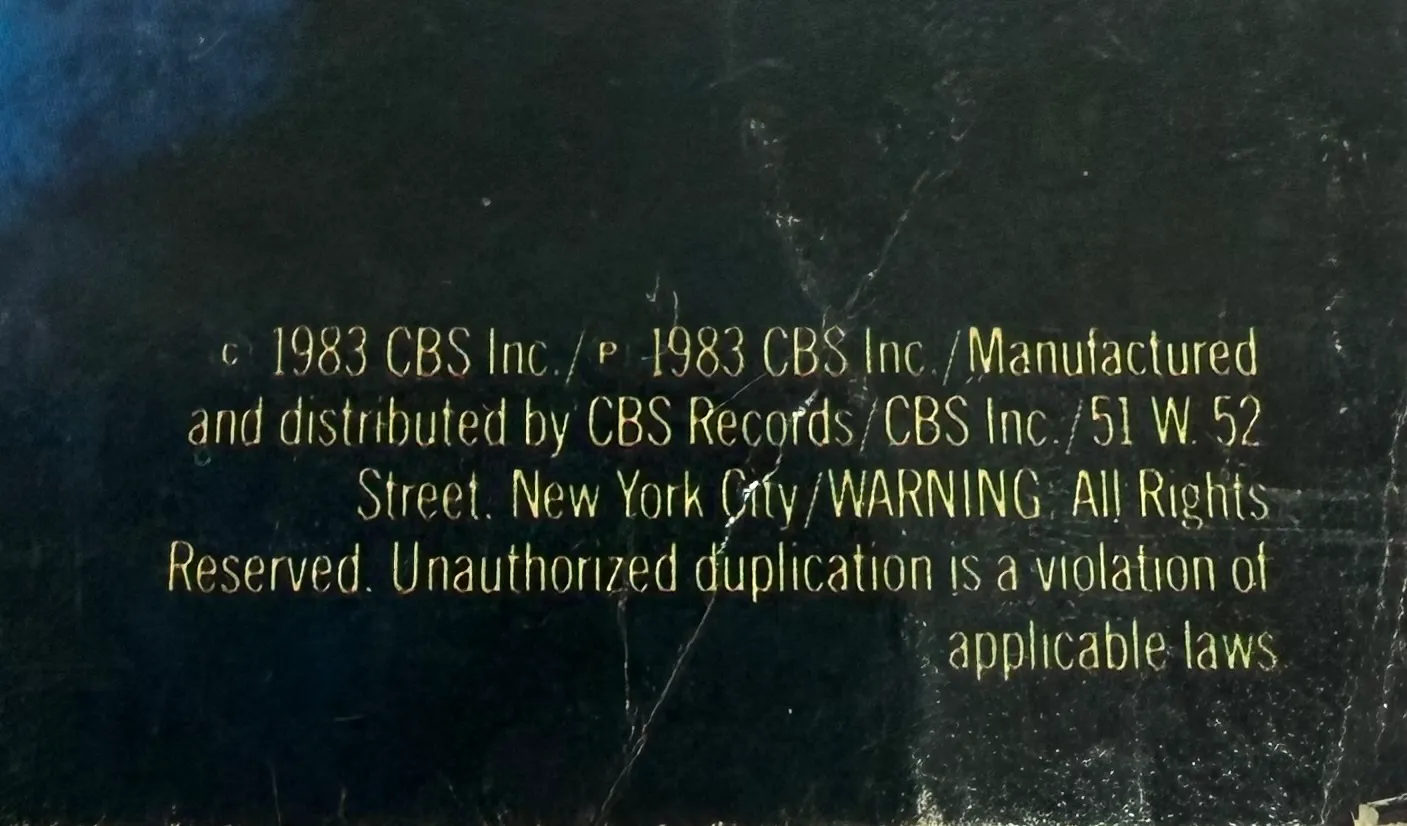 © 1983 CBS Inc./℗ 1983 CBS Inc./Manufactured
and distributed by CBS Records/CBS Inc./51 W. 52
Street. New York City/WARNING. All Rights
Reserved. Unauthorized duplication is a violation of
applicable laws